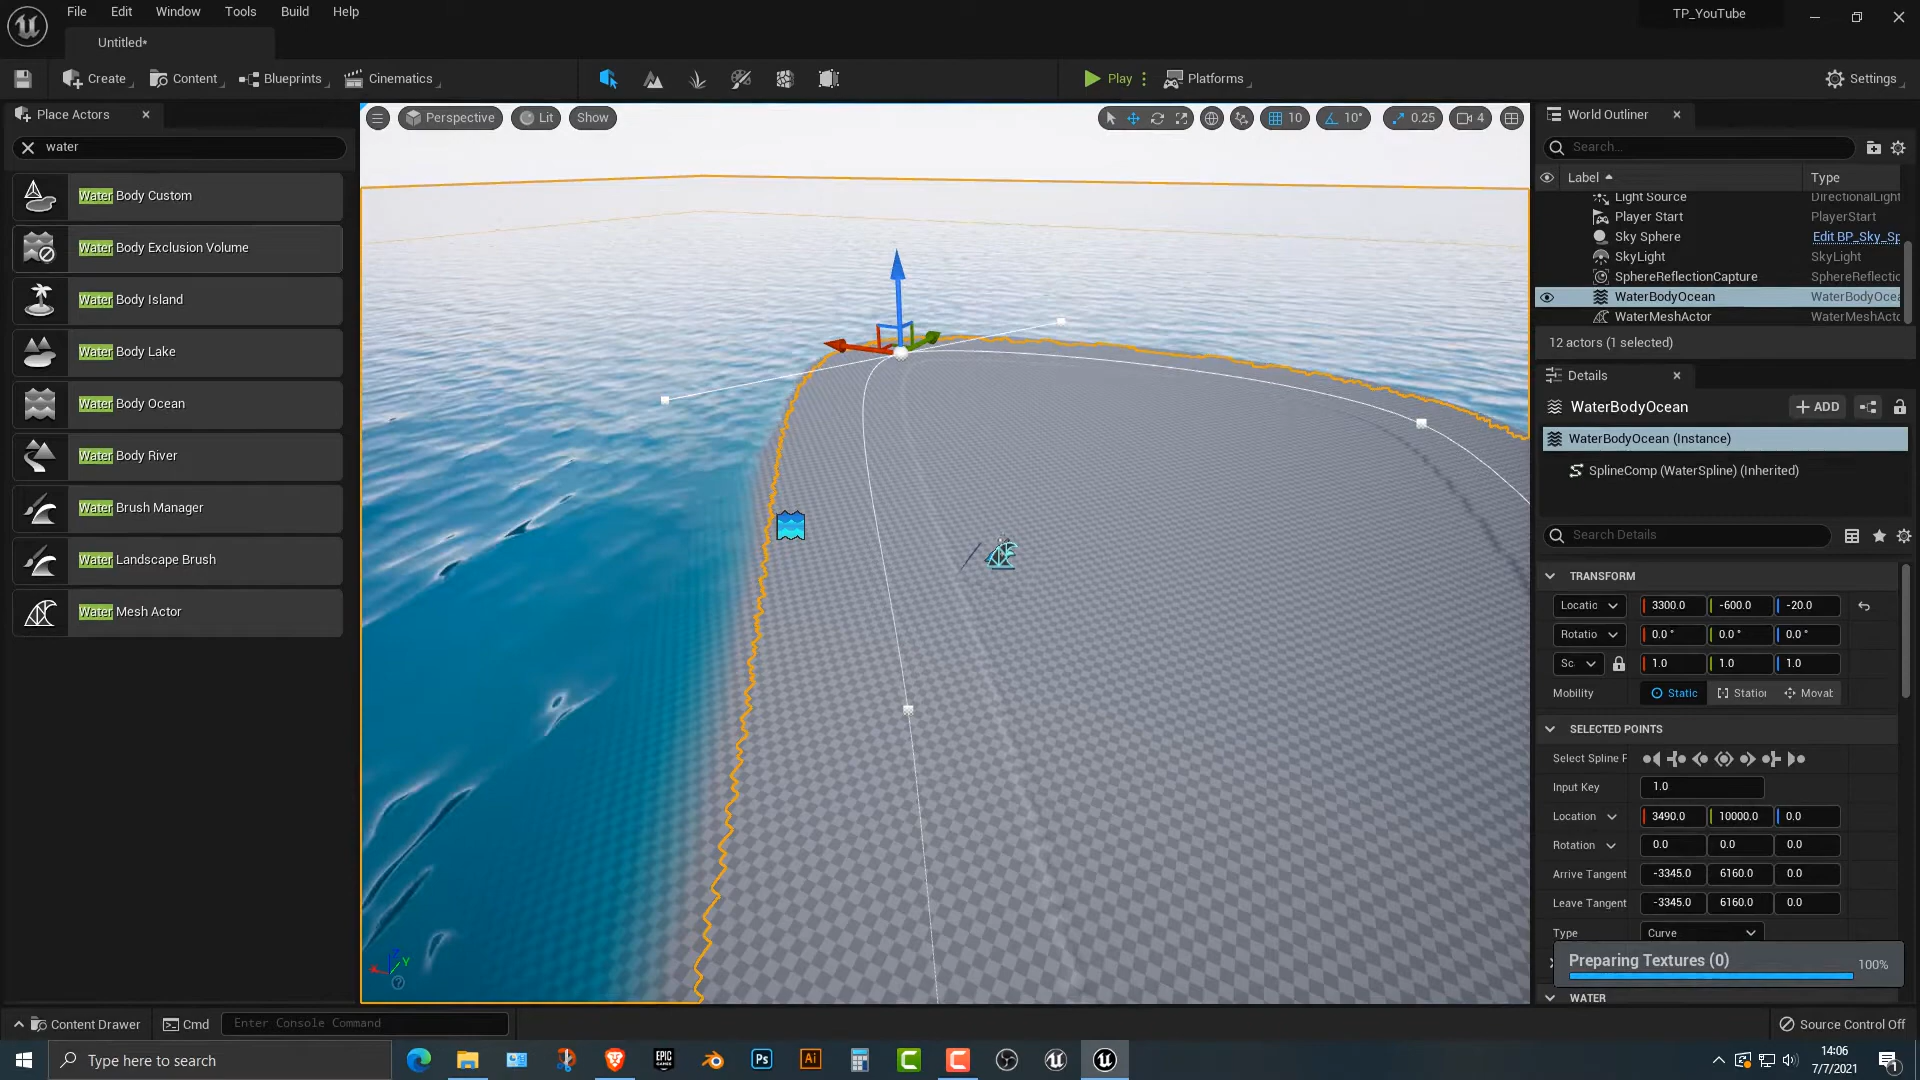 File Edit Window Tools Build Help
TP_YouTube
Untitled*
Create Content Blueprints Cinematics Play Platforms Settings
Place Actors
water
Water Body Custom
Water Body Exclusion Volume
Water Body Island
Water Body Lake
Water Body Ocean
Water Body River
Water Brush Manager
Water Landscape Brush
Water Mesh Actor
Perspective Lit Show 10 10° 0.25 4
World Outliner
Search...
Label Type
Light Source DirectionalLight
Player Start PlayerStart
Sky Sphere Edit BP_Sky_Sp
SkyLight SkyLight
SphereReflectionCapture SphereReflectic
WaterBodyOcean WaterBodyOcea
WaterMeshActor WaterMeshActc
12 actors (1 selected)
Details
WaterBodyOcean ADD
WaterBodyOcean (Instance)
SplineComp (WaterSpline) (Inherited)
Search Details
TRANSFORM
Locatio 3300.0 -600.0 -20.0
Rotatio 0.0 ° 0.0 ° 0.0 °
Sc 1.0 1.0 1.0
Mobility Static Station Movab
SELECTED POINTS
Select Spline P
Input Key 1.0
Location 3490.0 10000.0 0.0
Rotation 0.0 0.0 0.0
Arrive Tangent -3345.0 6160.0 0.0
Leave Tangent -3345.0 6160.0 0.0
Type Curve
Preparing Textures (0) 100%
WATER
Z
Y
Content Drawer Cmd Enter Console Command Source Control Off
Type here to search
EPIC GAMES
Ps
Ai
14:06
7/7/2021
1